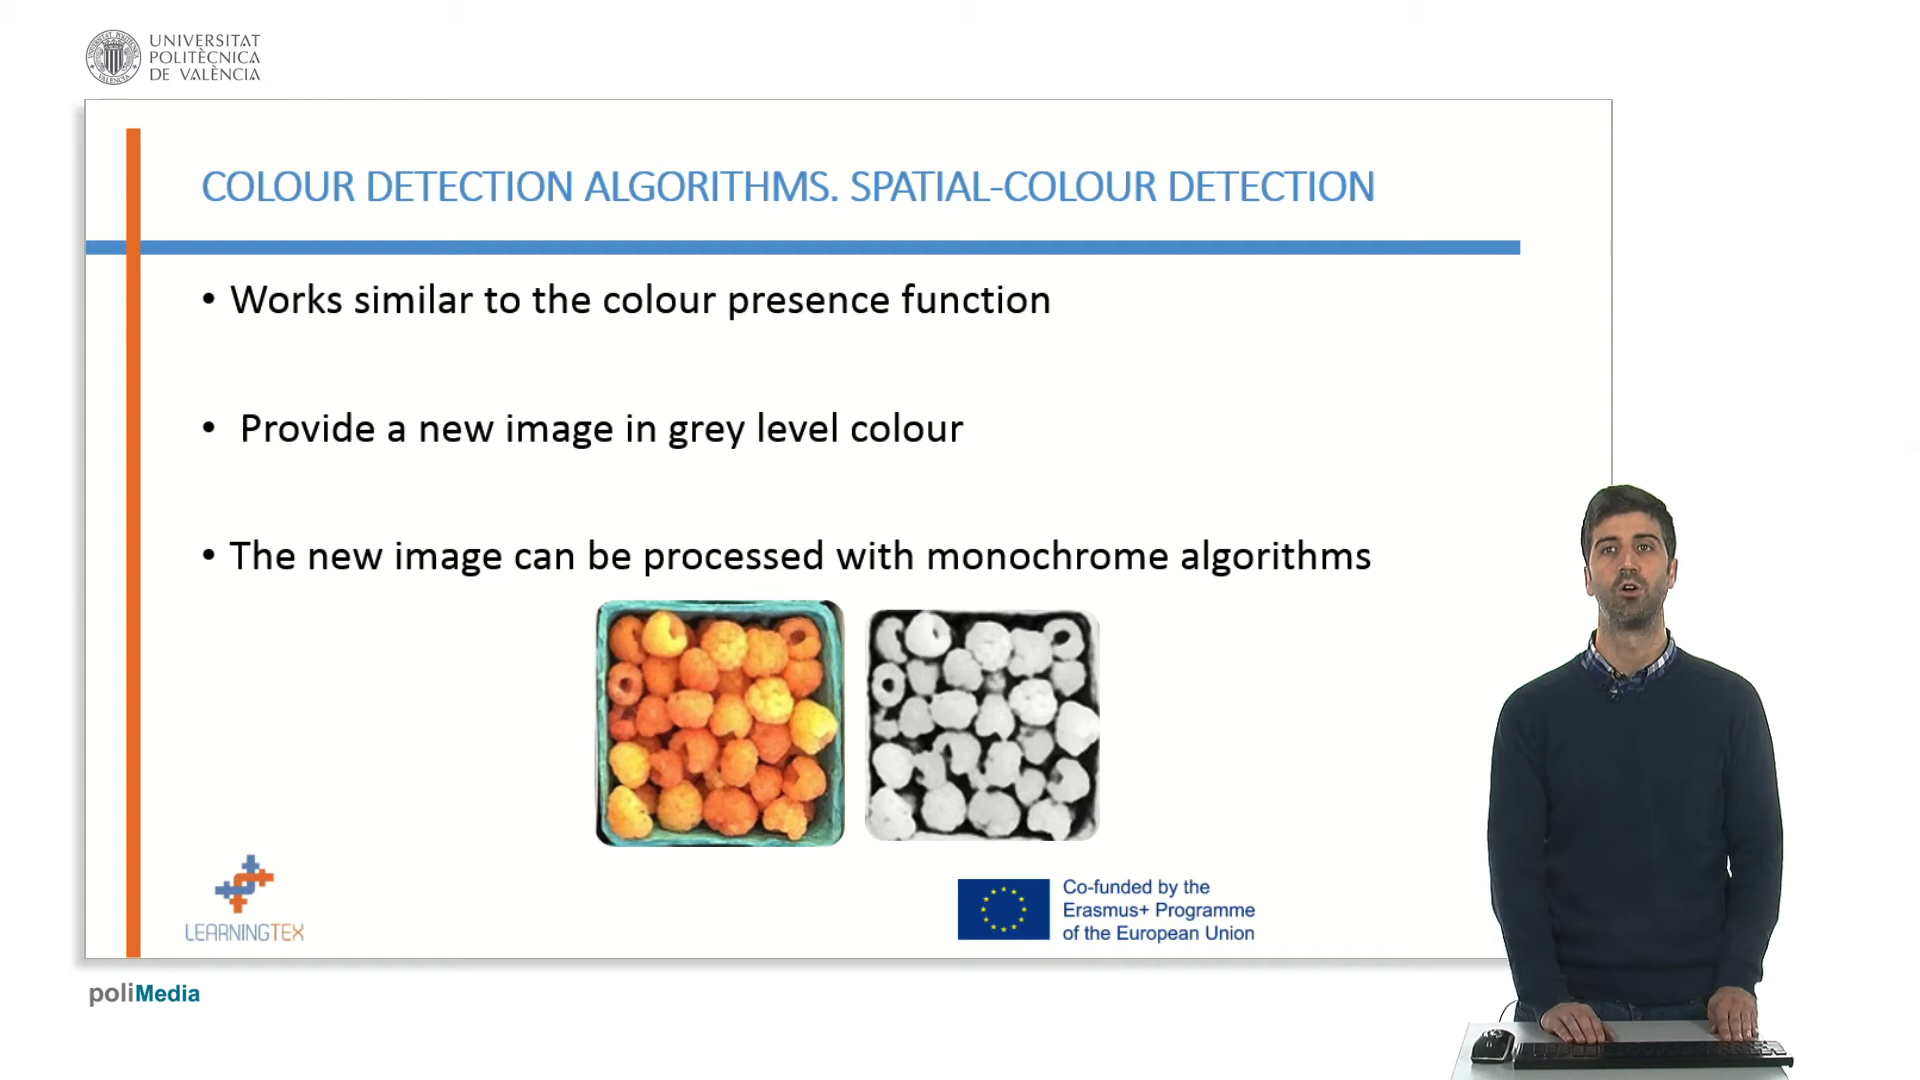 UNIVERSITAT
POLITÈCNICA
DE VALÈNCIA
COLOUR DETECTION ALGORITHMS. SPATIAL-COLOUR DETECTION
• Works similar to the colour presence function
• Provide a new image in grey level colour
• The new image can be processed with monochrome algorithms
LEARNINGTEX
Co-funded by the
Erasmus+ Programme
of the European Union
poliMedia